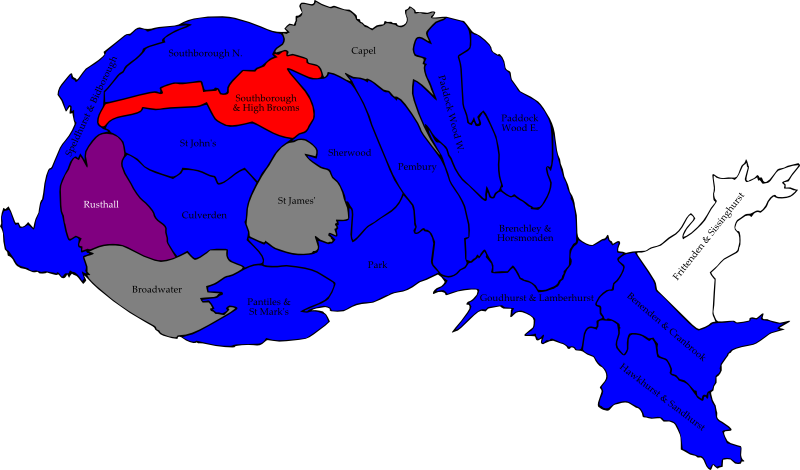 Capel
Southborough N
Speldhurst & Bidborough
Southborough
& High Brooms
Paddock Wood W
Paddock
Wood E
St John's
Sherwood
Pembury
Rusthall
St James'
Culverden
Frittenden & Sissinghurst
Brenchley &
Horsmonden
Park
Broadwater
Pantiles &
St Mark's
Goudhurst & Lamberhurst
Benenden & Cranbrook
Hawkhurst & Sandhurst